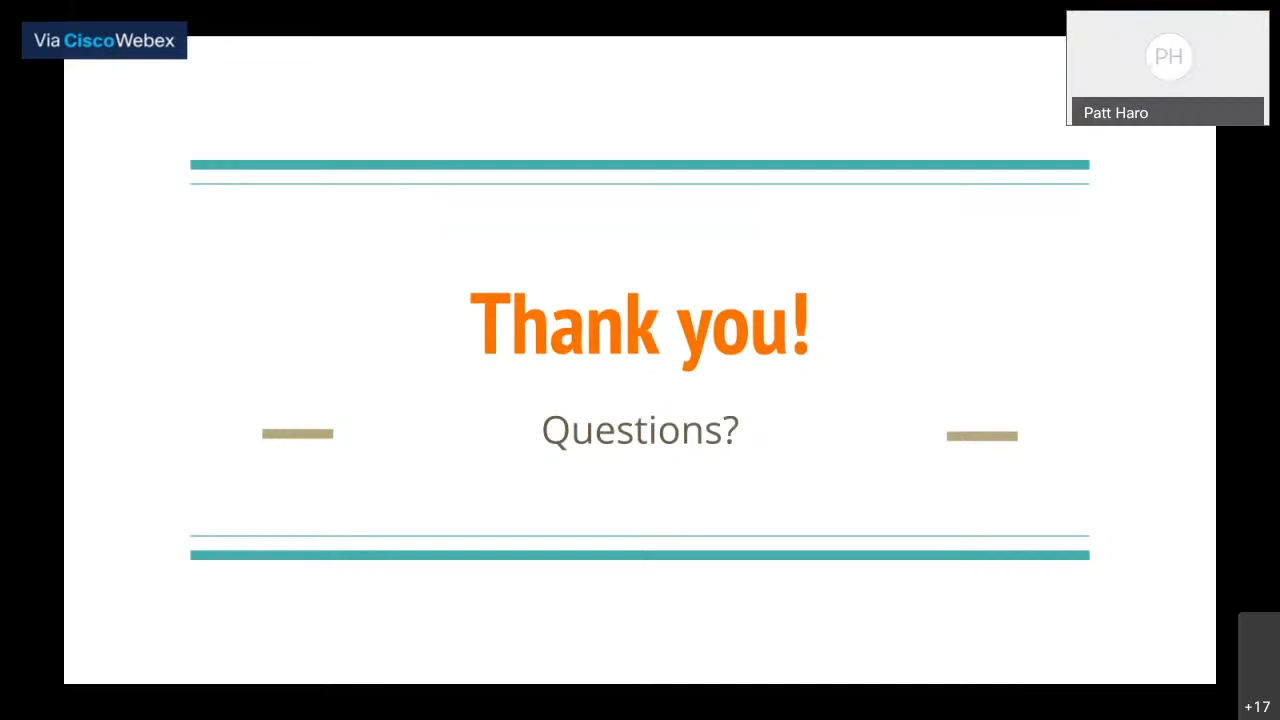 Via CiscoWebex
PH
Patt Haro
Thank you!
Questions?
+17